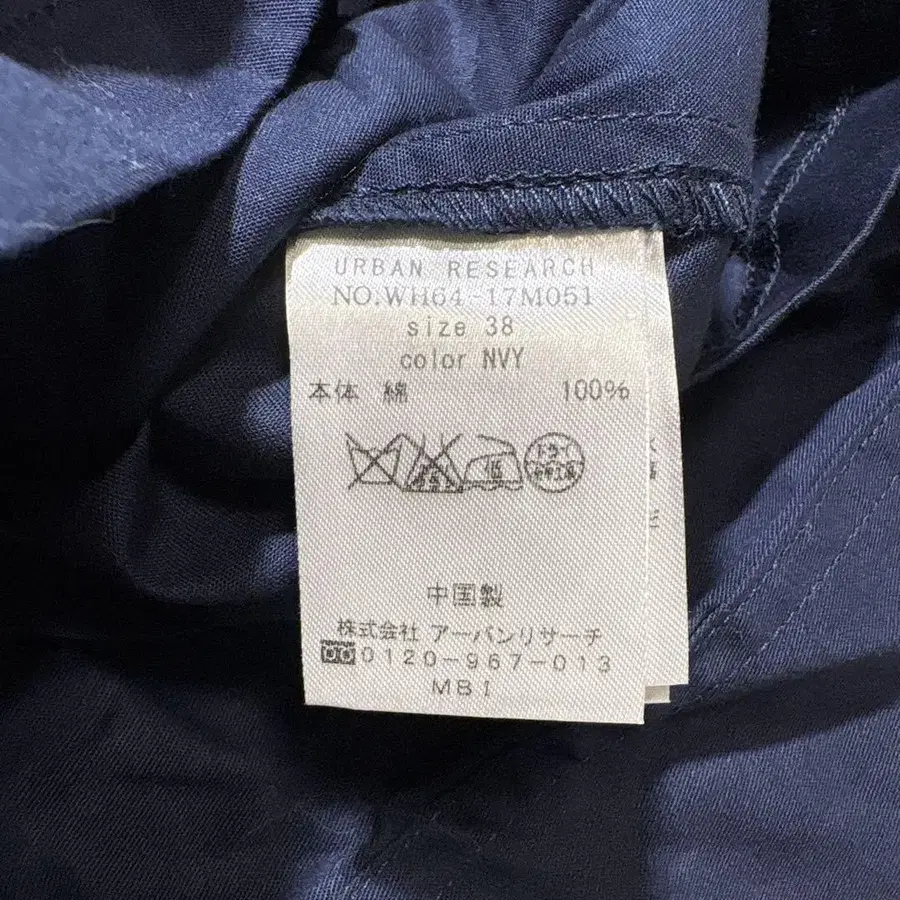 URBAN RESEARCH
NO.WH64-17M051
size 38
color NVY
本体 綿 100%
中国製
株式会社 アーバンリサーチ
0120-967-013
MBI